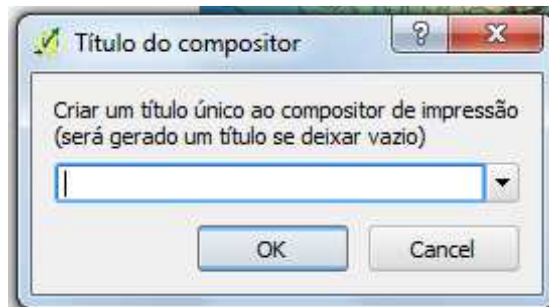 Título do compositor
Criar um título único ao compositor de impressão
(será gerado um título se deixar vazio)
OK
Cancel